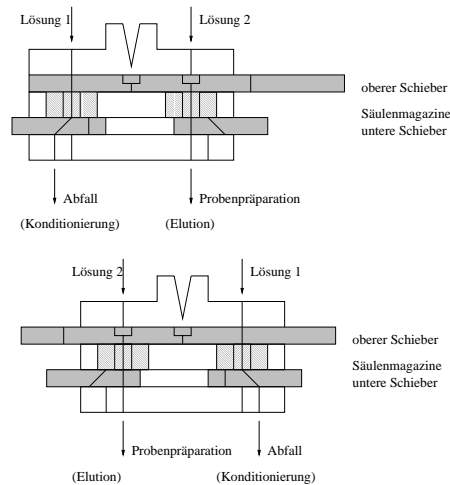 Lösung 1 Lösung 2
oberer Schieber
Säulenmagazine
untere Schieber
Abfall Probenpräparation
(Konditionierung) (Elution)
Lösung 2 Lösung 1
oberer Schieber
Säulenmagazine
untere Schieber
Probenpräparation Abfall
(Elution) (Konditionierung)